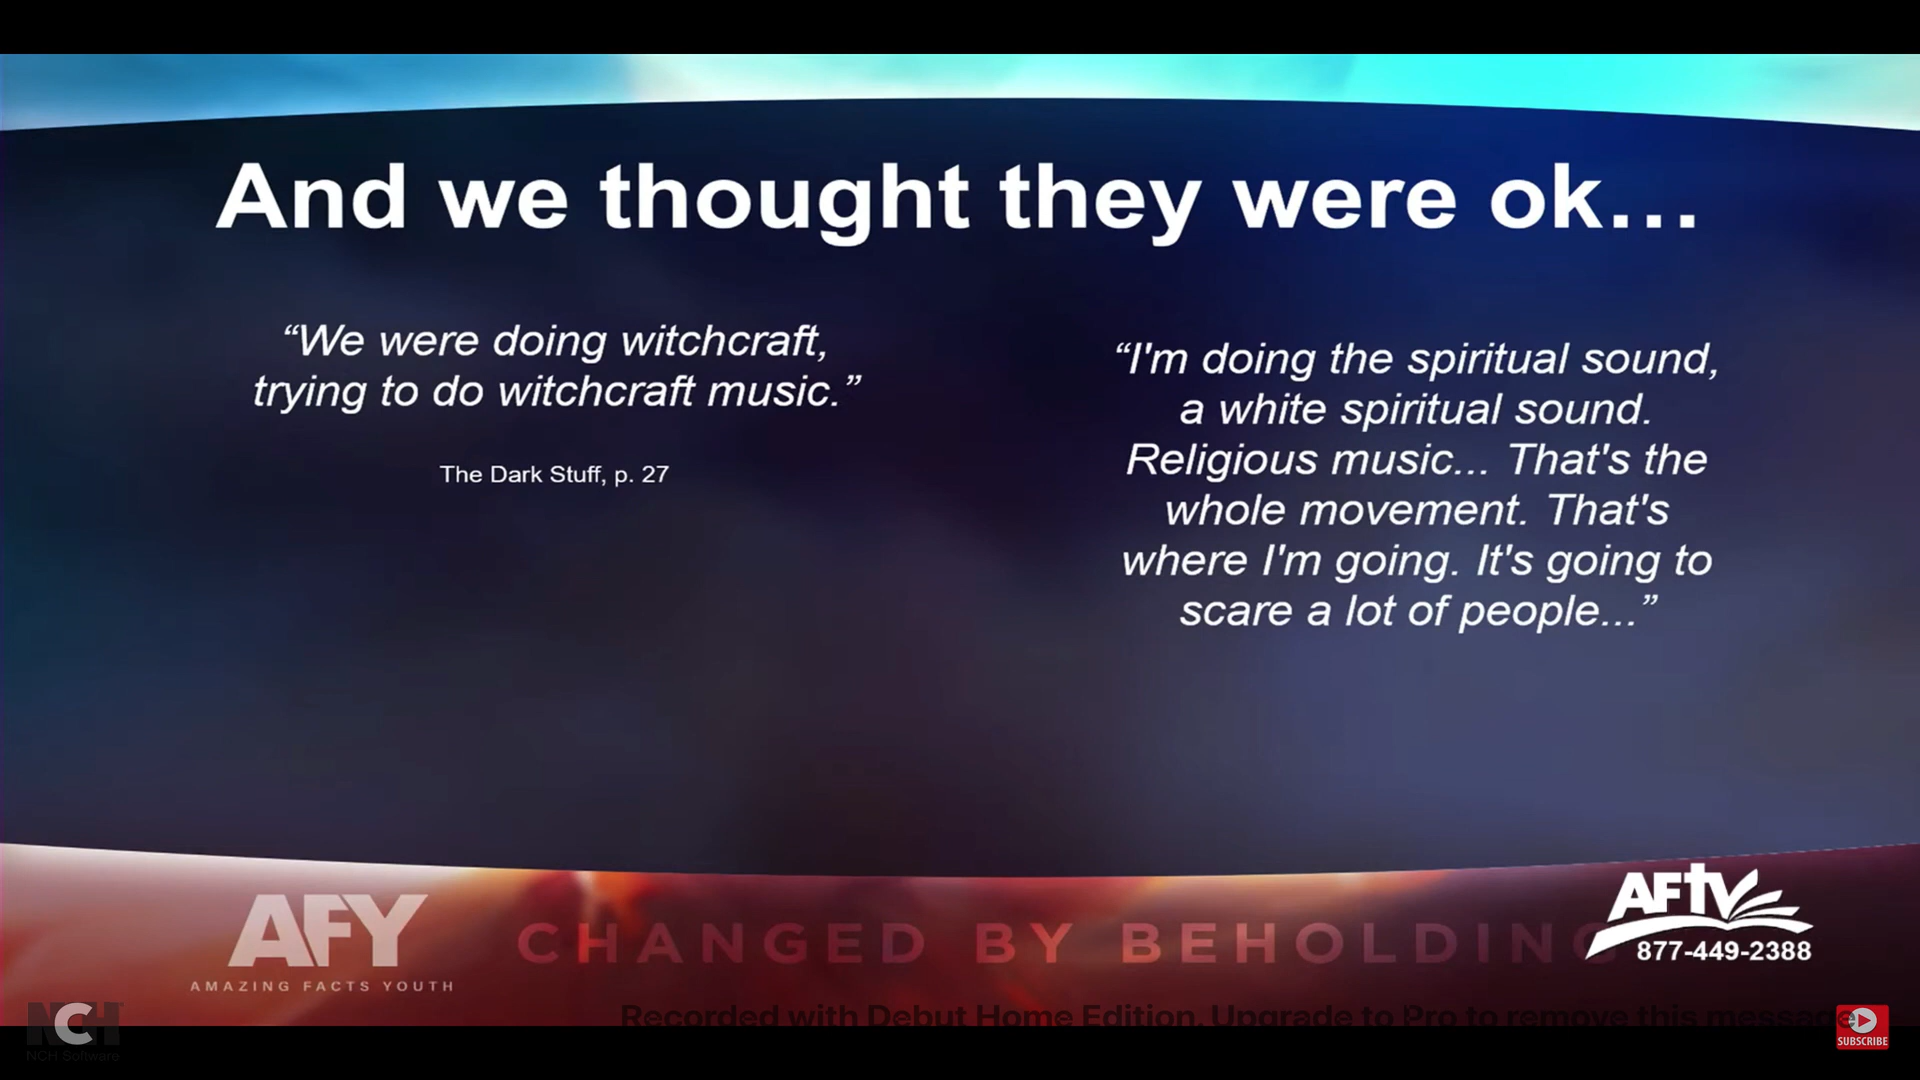 And we thought they were ok...
“We were doing witchcraft,
trying to do witchcraft music.”
The Dark Stuff, p. 27
“I'm doing the spiritual sound,
a white spiritual sound.
Religious music... That's the
whole movement. That's
where I'm going. It's going to
scare a lot of people...”
AFY
AMAZING FACTS YOUTH
CHANGED BY BEHOLDING
AFTV
877-449-2388
NCH
NCH Software
Recorded with Debut Home Edition. Upgrade to Pro to remove this message
SUBSCRIBE